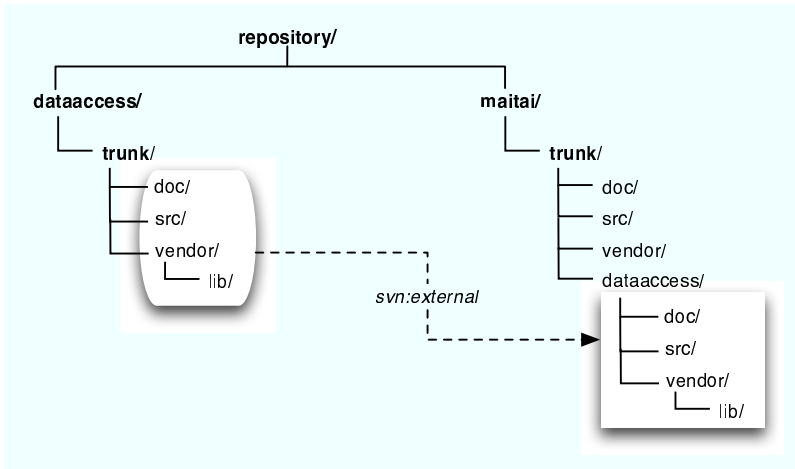 repository/
dataaccess/
trunk/
doc/
src/
vendor/
lib/
svn:external
maitai/
trunk/
doc/
src/
vendor/
dataaccess/
doc/
src/
vendor/
lib/